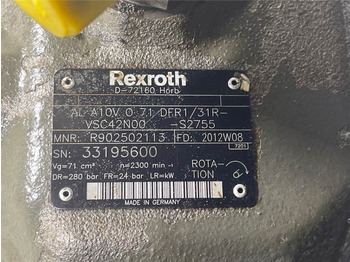 Rexroth
D-72160 Horb
AL A10V O 71 DFR1/31R-
VSC42N00 -S2755
MNR: R902502113 FD: 2012W08
SN: 33195600 7201
Vg=71 cm³ n=2300 min⁻¹ ROTA-
DR=280 bar FR=24 bar LR=kW TION
MADE IN GERMANY